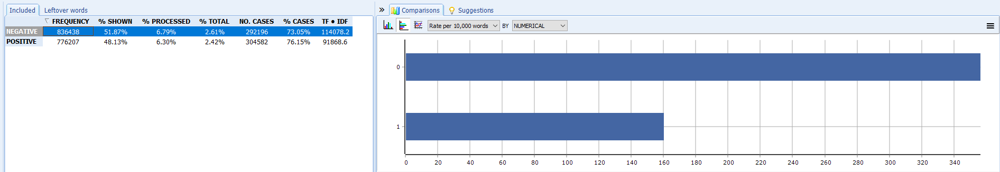 Included Leftover words
FREQUENCY % SHOWN % PROCESSED % TOTAL NO. CASES % CASES TF • IDF
NEGATIVE 836438 51.87% 6.79% 2.61% 292196 73.05% 114078.2
POSITIVE 776207 48.13% 6.30% 2.42% 304582 76.15% 91868.6
» Comparisons Suggestions
Rate per 10,000 words BY NUMERICAL
0
1
0 20 40 60 80 100 120 140 160 180 200 220 240 260 280 300 320 340